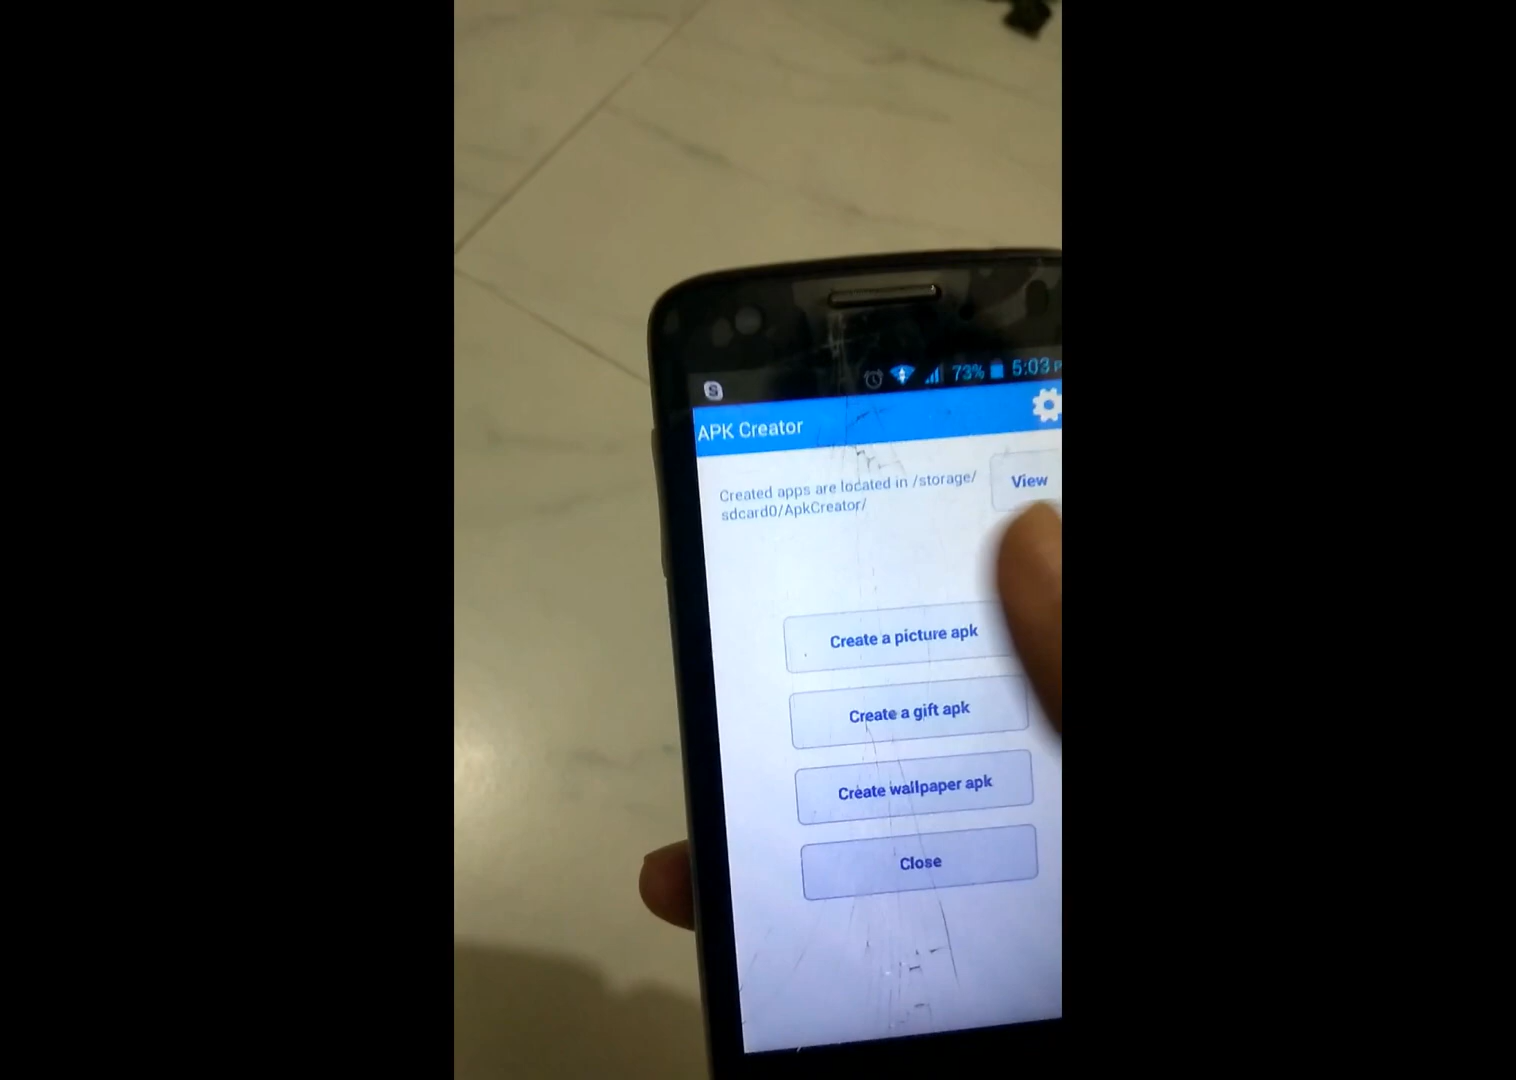 73% 5:03 P
APK Creator
Created apps are located in /storage/
sdcard0/ApkCreator/
View
Create a picture apk
Create a gift apk
Create wallpaper apk
Close